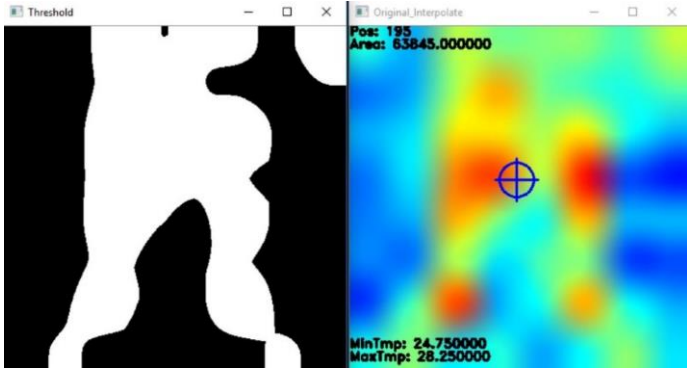 Threshold
Original_Interpolate
Pos: 195
Area: 63845.000000
MinTmp: 24.750000
MaxTmp: 28.250000